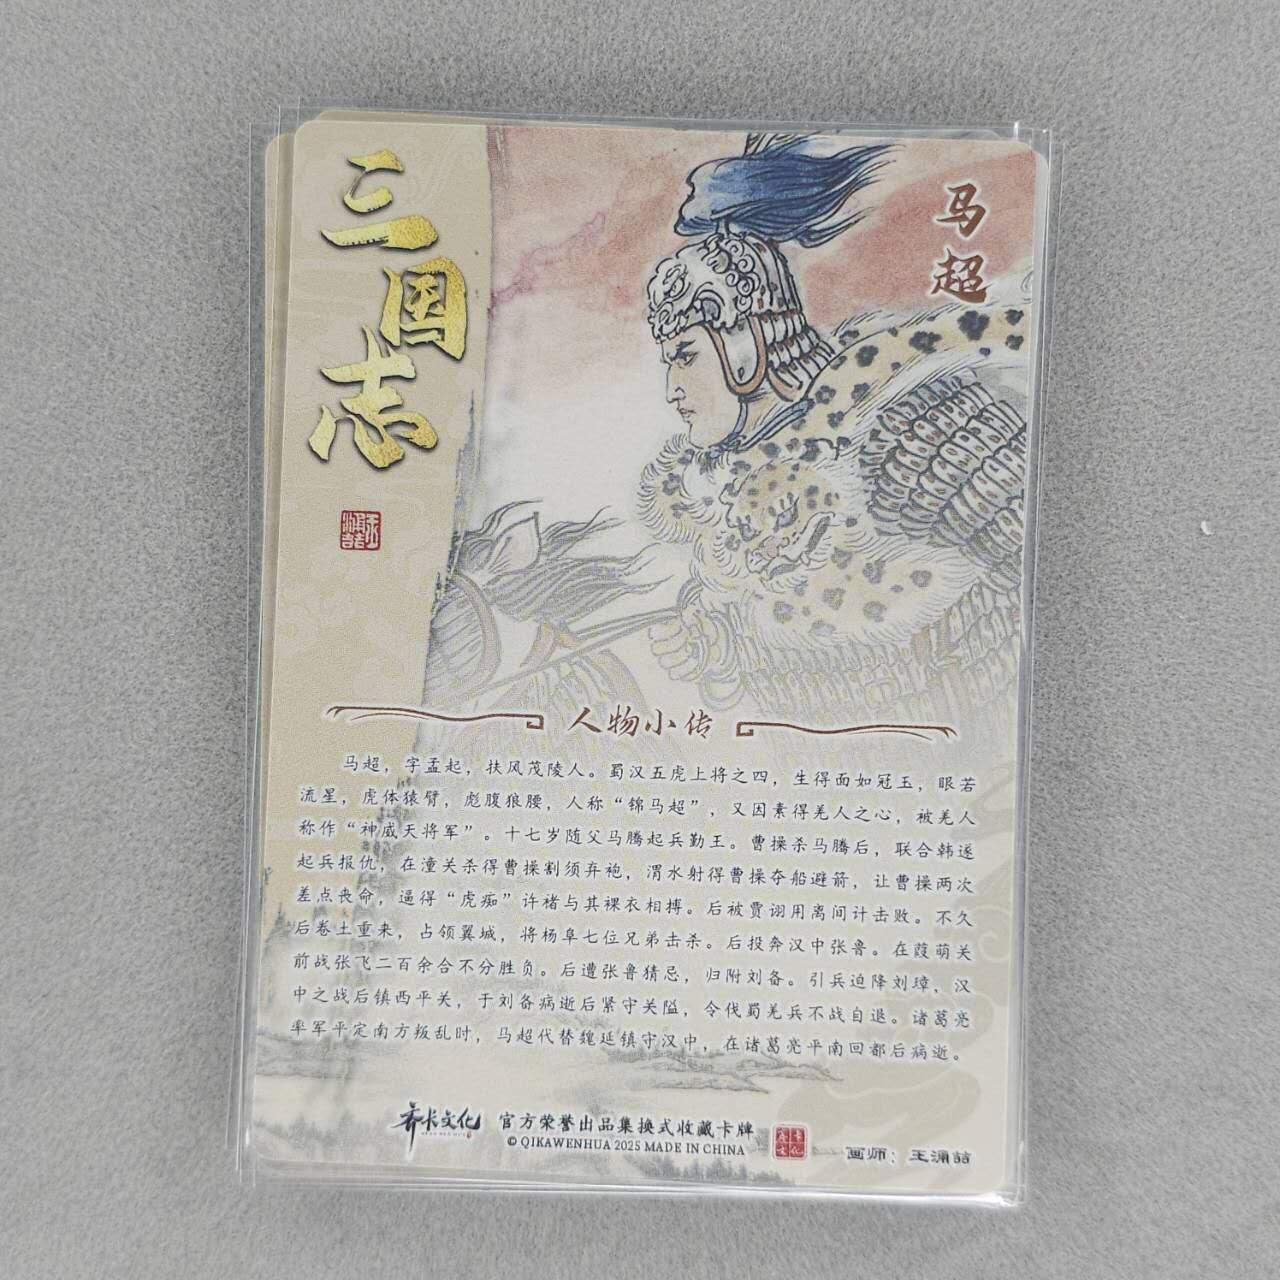 三国志
马超
人物小传
马超，字孟起，扶风茂陵人。蜀汉五虎上将之四，生得面如冠玉，眼若
流星，虎体猿臂，彪腹狼腰，人称“锦马超”，又因素得羌人之心，被羌人
称作“神威天将军”。十七岁随父马腾起兵勤王。曹操杀马腾后，联合韩遂
起兵报仇，在潼关杀得曹操割须弃袍，渭水射得曹操夺船避箭，让曹操两次
差点丧命，逼得“虎痴”许褚与其裸衣相搏。后被贾诩用离间计击败。不久
后卷土重来，占领翼城，将杨阜七位兄弟击杀。后投奔汉中张鲁。在葭萌关
前战张飞二百余合不分胜负。后遭张鲁猜忌，归附刘备。引兵迫降刘璋，汉
中之战后镇西平关，于刘备病逝后紧守关隘，令伐蜀羌兵不战自退。诸葛亮
率军平定南方叛乱时，马超代替魏延镇守汉中，在诸葛亮平南回都后病逝。
齐卡文化 官方荣誉出品集换式收藏卡牌
© QIKAWENHUA 2025 MADE IN CHINA
画师：王涌喆